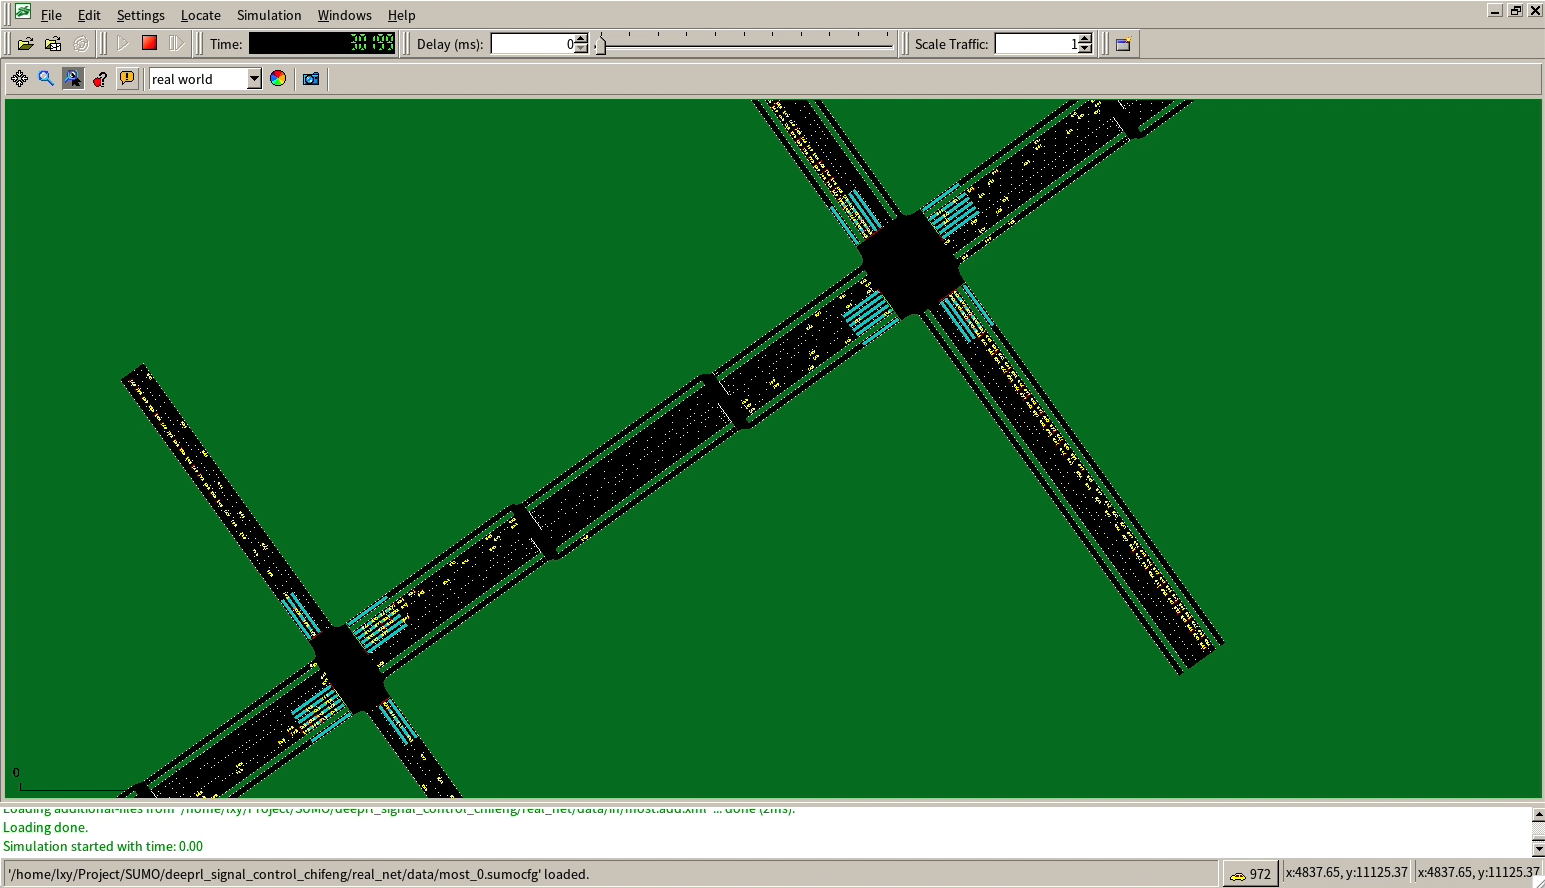 File Edit Settings Locate Simulation Windows Help
Time: 30199 Delay (ms): 0 Scale Traffic: 1
real world
0
Loading additional-files from '/home/lxy/Project/SUMO/deeprl_signal_control_chifeng/real_net/data/in/most.add.xml' ... done (2ms).
Loading done.
Simulation started with time: 0.00
'/home/lxy/Project/SUMO/deeprl_signal_control_chifeng/real_net/data/most_0.sumocfg' loaded. 972 x:4837.65, y:11125.37 x:4837.65, y:11125.37